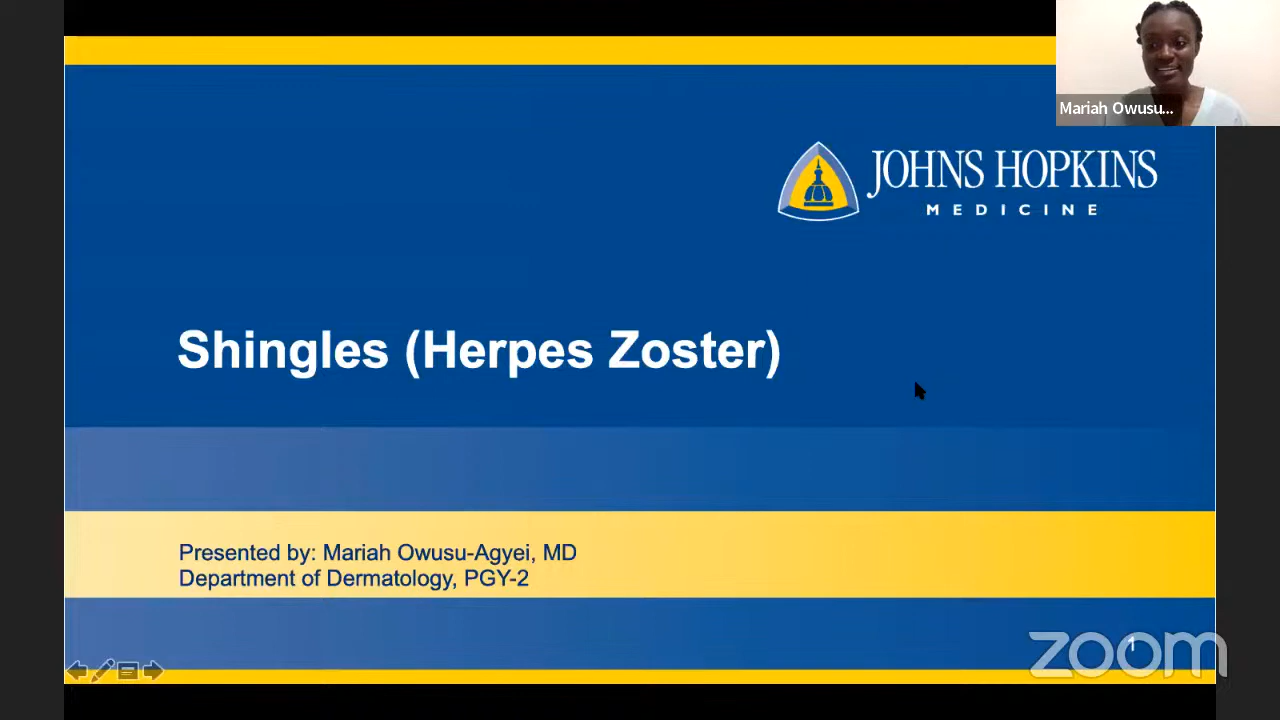 Mariah Owusu...
JOHNS HOPKINS
MEDICINE
Shingles (Herpes Zoster)
Presented by: Mariah Owusu-Agyei, MD
Department of Dermatology, PGY-2
1
zoom